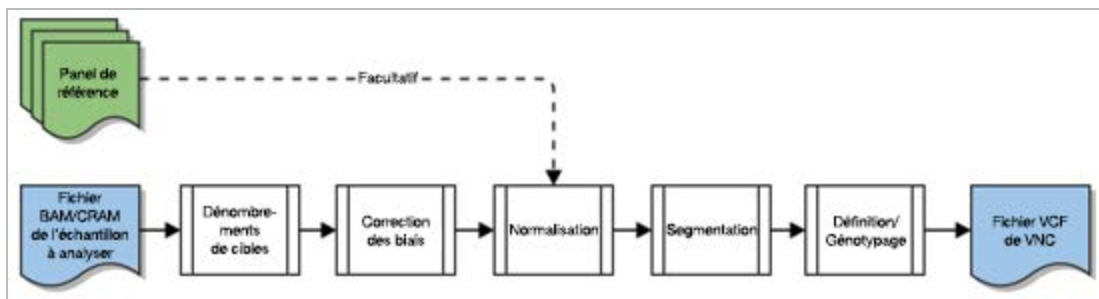 Panel de
référence
Facultatif
Fichier
BAM/CRAM
de l'échantillon
à analyser
Dénombre-
ments
de cibles
Correction
des biais
Normalisation
Segmentation
Définition/
Génotypage
Fichier VCF
de VNC